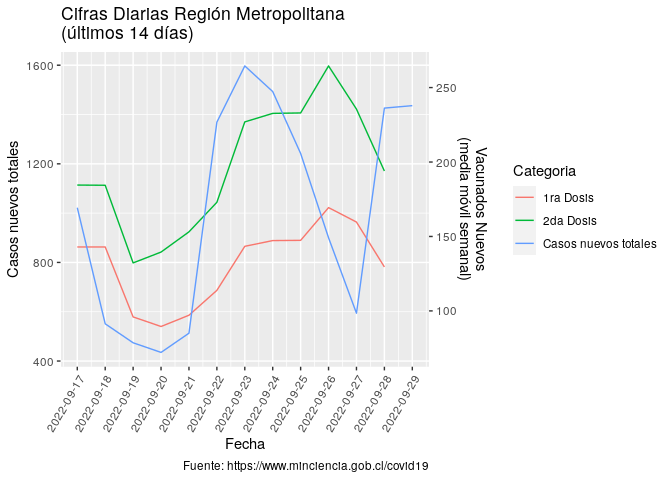 Cifras Diarias Región Metropolitana
(últimos 14 días)
Casos nuevos totales
1600
1200
800
400
250
200
150
100
Vacunados Nuevos
(media móvil semanal)
2022-09-17
2022-09-18
2022-09-19
2022-09-20
2022-09-21
2022-09-22
2022-09-23
2022-09-24
2022-09-25
2022-09-26
2022-09-27
2022-09-28
2022-09-29
Fecha
Categoria
1ra Dosis
2da Dosis
Casos nuevos totales
Fuente: https://www.minciencia.gob.cl/covid19